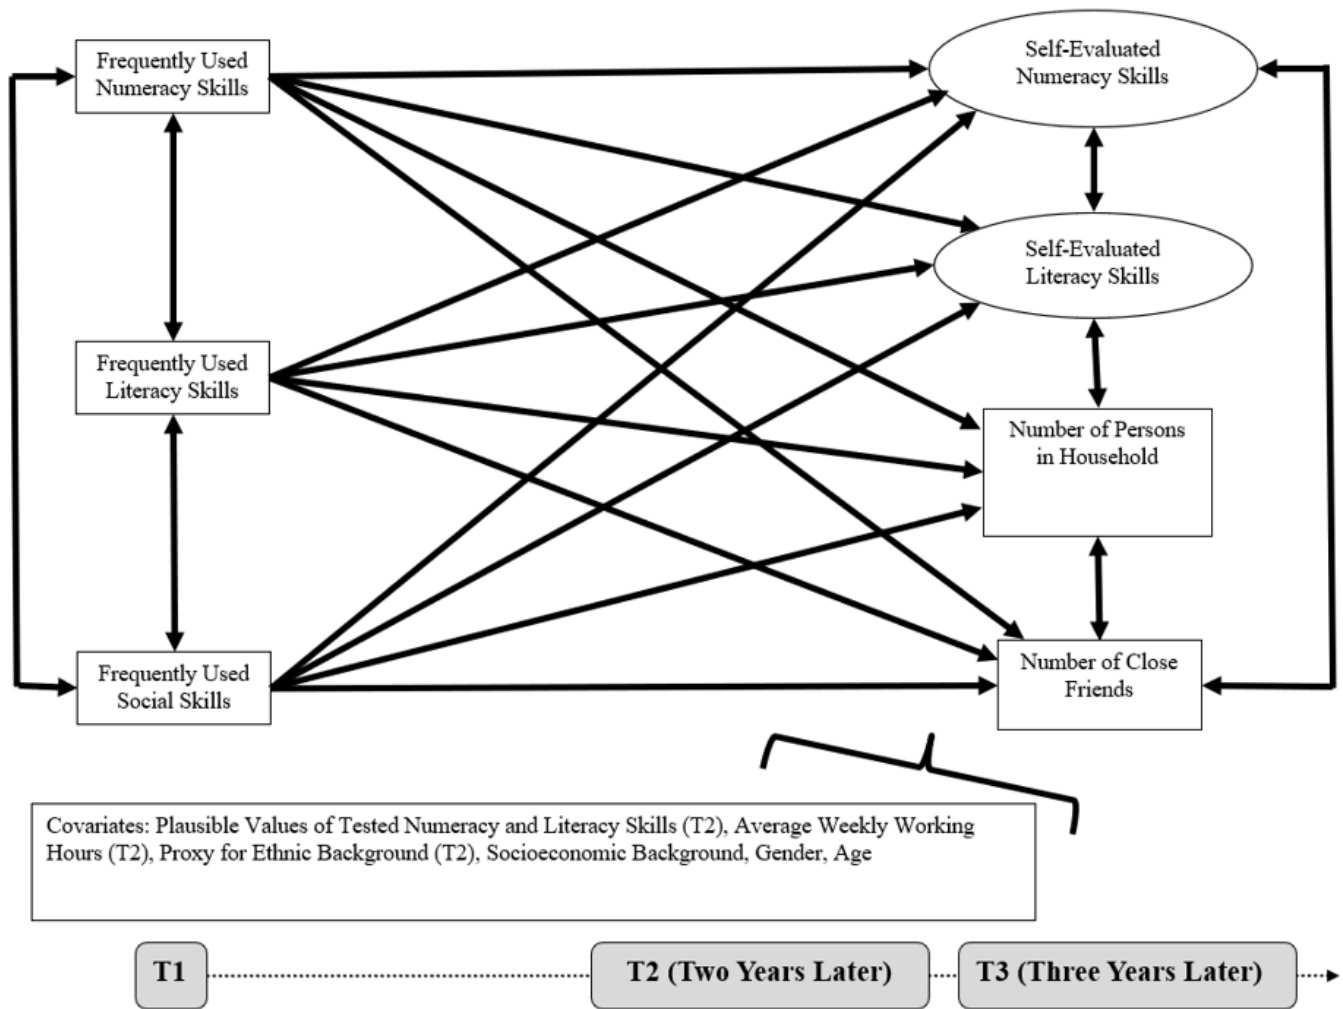 Frequently Used
Numeracy Skills
Self-Evaluated
Numeracy Skills
Self-Evaluated
Literacy Skills
Frequently Used
Literacy Skills
Number of Persons
in Household
Frequently Used
Social Skills
Number of Close
Friends
Covariates: Plausible Values of Tested Numeracy and Literacy Skills (T2), Average Weekly Working
Hours (T2), Proxy for Ethnic Background (T2), Socioeconomic Background, Gender, Age
T1
T2 (Two Years Later)
T3 (Three Years Later)